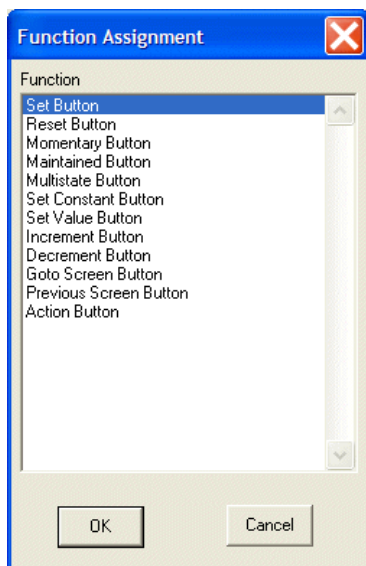 Function Assignment
Function
Set Button
Reset Button
Momentary Button
Maintained Button
Multistate Button
Set Constant Button
Set Value Button
Increment Button
Decrement Button
Goto Screen Button
Previous Screen Button
Action Button
OK
Cancel